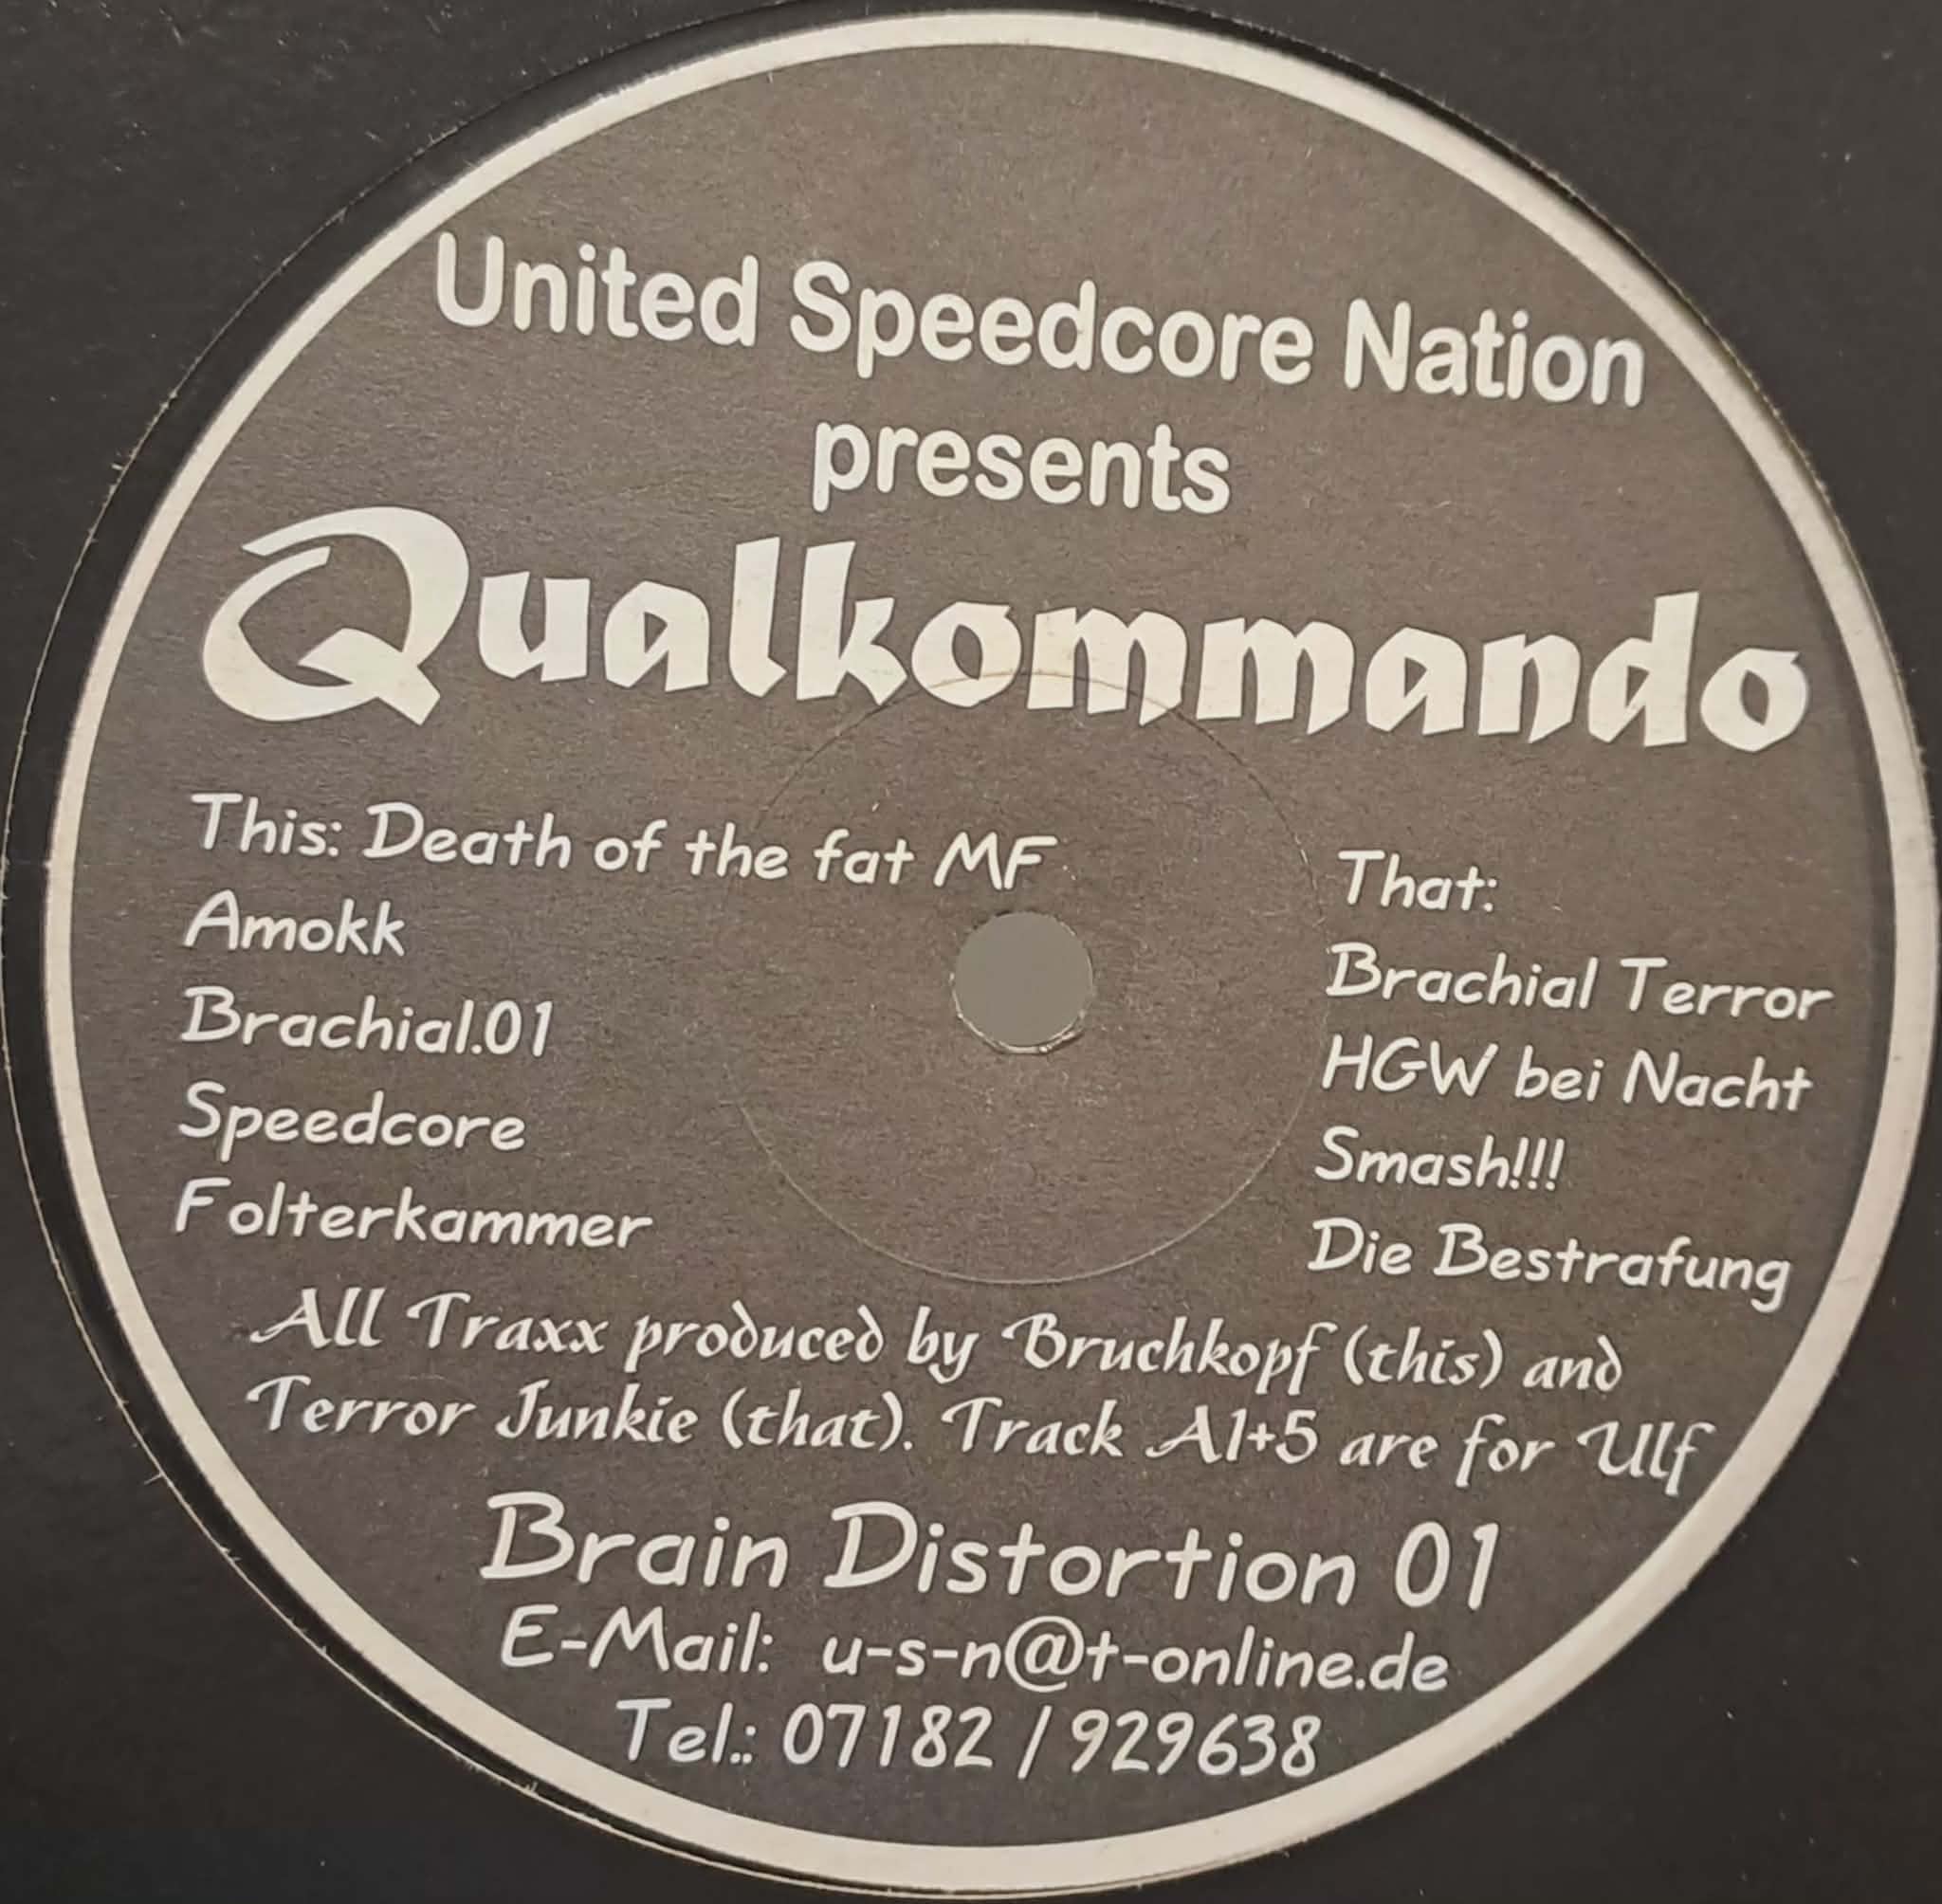 United Speedcore Nation
presents
Qualkommando
This: Death of the fat MF
Amokk
Brachial.01
Speedcore
Folterkammer
That:
Brachial Terror
HGW bei Nacht
Smash!!!
Die Bestrafung
All Traxx produced by Bruchkopf (this) and
Terror Junkie (that). Track A1+5 are for Ulf
Brain Distortion 01
E-Mail: u-s-n@t-online.de
Tel.: 07182 / 929638